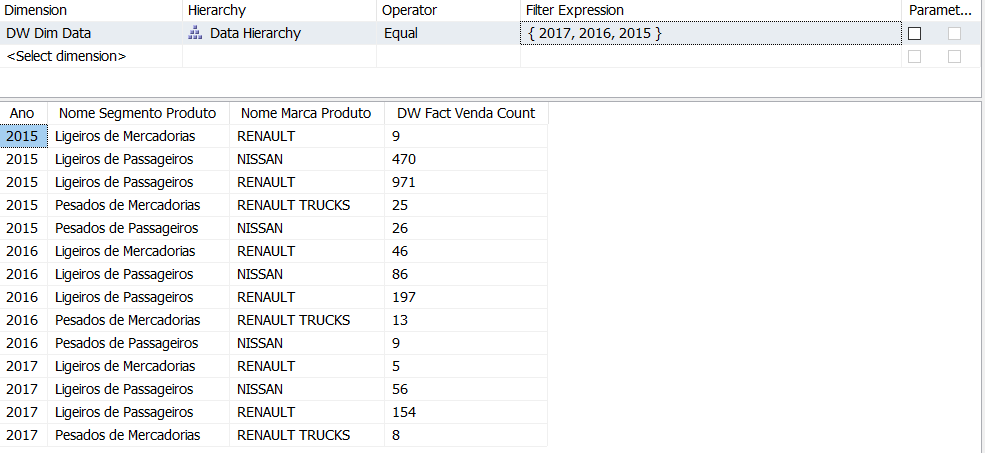 Dimension Hierarchy Operator Filter Expression Paramet...
DW Dim Data Data Hierarchy Equal { 2017, 2016, 2015 }
<Select dimension>
Ano Nome Segmento Produto Nome Marca Produto DW Fact Venda Count
2015 Ligeiros de Mercadorias RENAULT 9
2015 Ligeiros de Passageiros NISSAN 470
2015 Ligeiros de Passageiros RENAULT 971
2015 Pesados de Mercadorias RENAULT TRUCKS 25
2015 Pesados de Passageiros NISSAN 26
2016 Ligeiros de Mercadorias RENAULT 46
2016 Ligeiros de Passageiros NISSAN 86
2016 Ligeiros de Passageiros RENAULT 197
2016 Pesados de Mercadorias RENAULT TRUCKS 13
2016 Pesados de Passageiros NISSAN 9
2017 Ligeiros de Mercadorias RENAULT 5
2017 Ligeiros de Passageiros NISSAN 56
2017 Ligeiros de Passageiros RENAULT 154
2017 Pesados de Mercadorias RENAULT TRUCKS 8